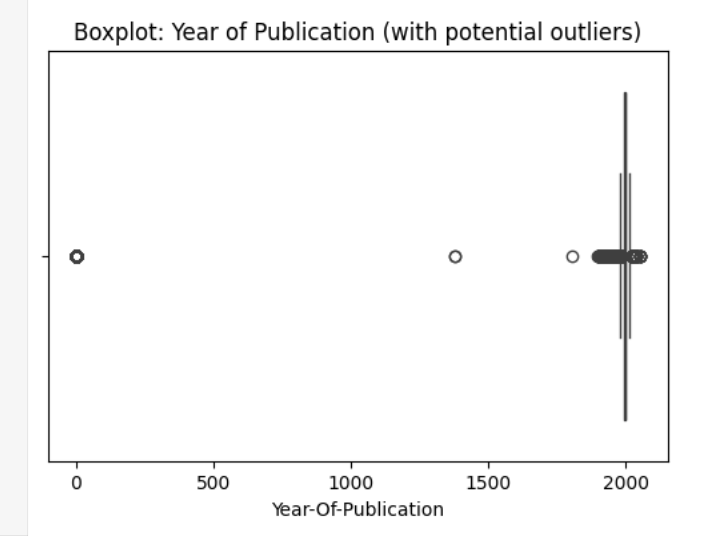 Boxplot: Year of Publication (with potential outliers)
0 500 1000 1500 2000
Year-Of-Publication